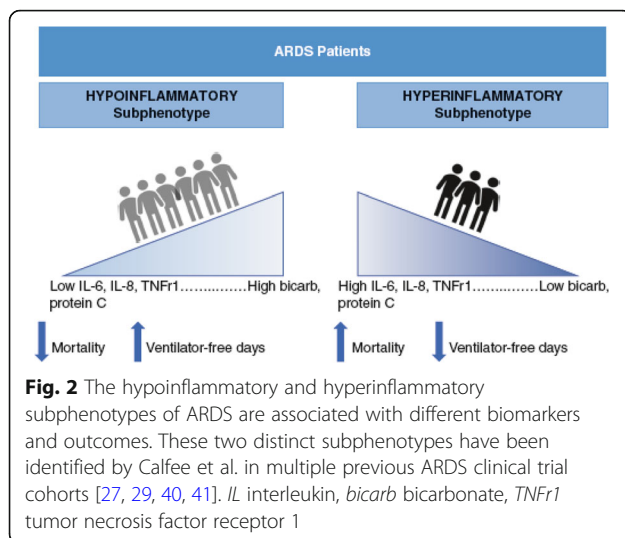 ARDS Patients
HYPOINFLAMMATORY
Subphenotype
HYPERINFLAMMATORY
Subphenotype
Low IL-6, IL-8, TNFr1...............High bicarb,
protein C
High IL-6, IL-8, TNFr1...............Low bicarb,
protein C
Mortality
Ventilator-free days
Mortality
Ventilator-free days
Fig. 2 The hypoinflammatory and hyperinflammatory
subphenotypes of ARDS are associated with different biomarkers
and outcomes. These two distinct subphenotypes have been
identified by Calfee et al. in multiple previous ARDS clinical trial
cohorts [27, 29, 40, 41]. IL interleukin, bicarb bicarbonate, TNFr1
tumor necrosis factor receptor 1